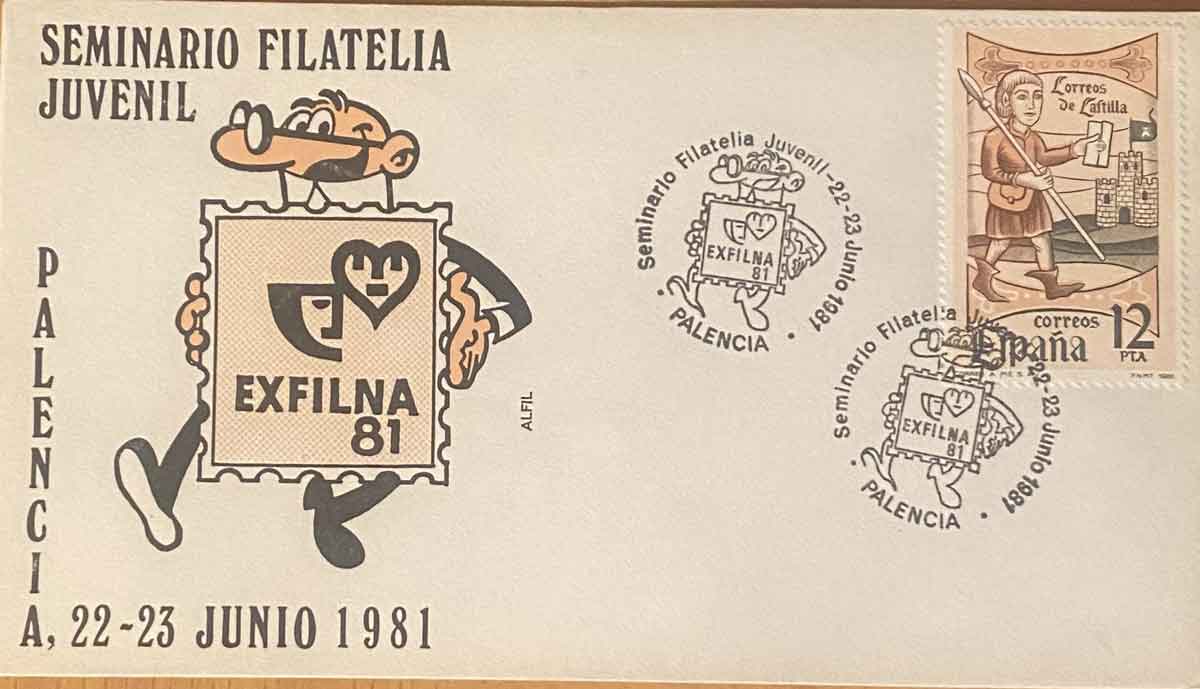 SEMINARIO FILATELIA
JUVENIL
PALENCIA, 22-23 JUNIO 1981
EXFILNA
81
ALFIL
Seminario Filatelia Juvenil-22-23 Junio 1981
EXFILNA
81
· PALENCIA ·
Correos
de Castilla
correos
España
12
PTA
Seminario Filatelia Juvenil-22-23 Junio 1981
EXFILNA
81
· PALENCIA ·